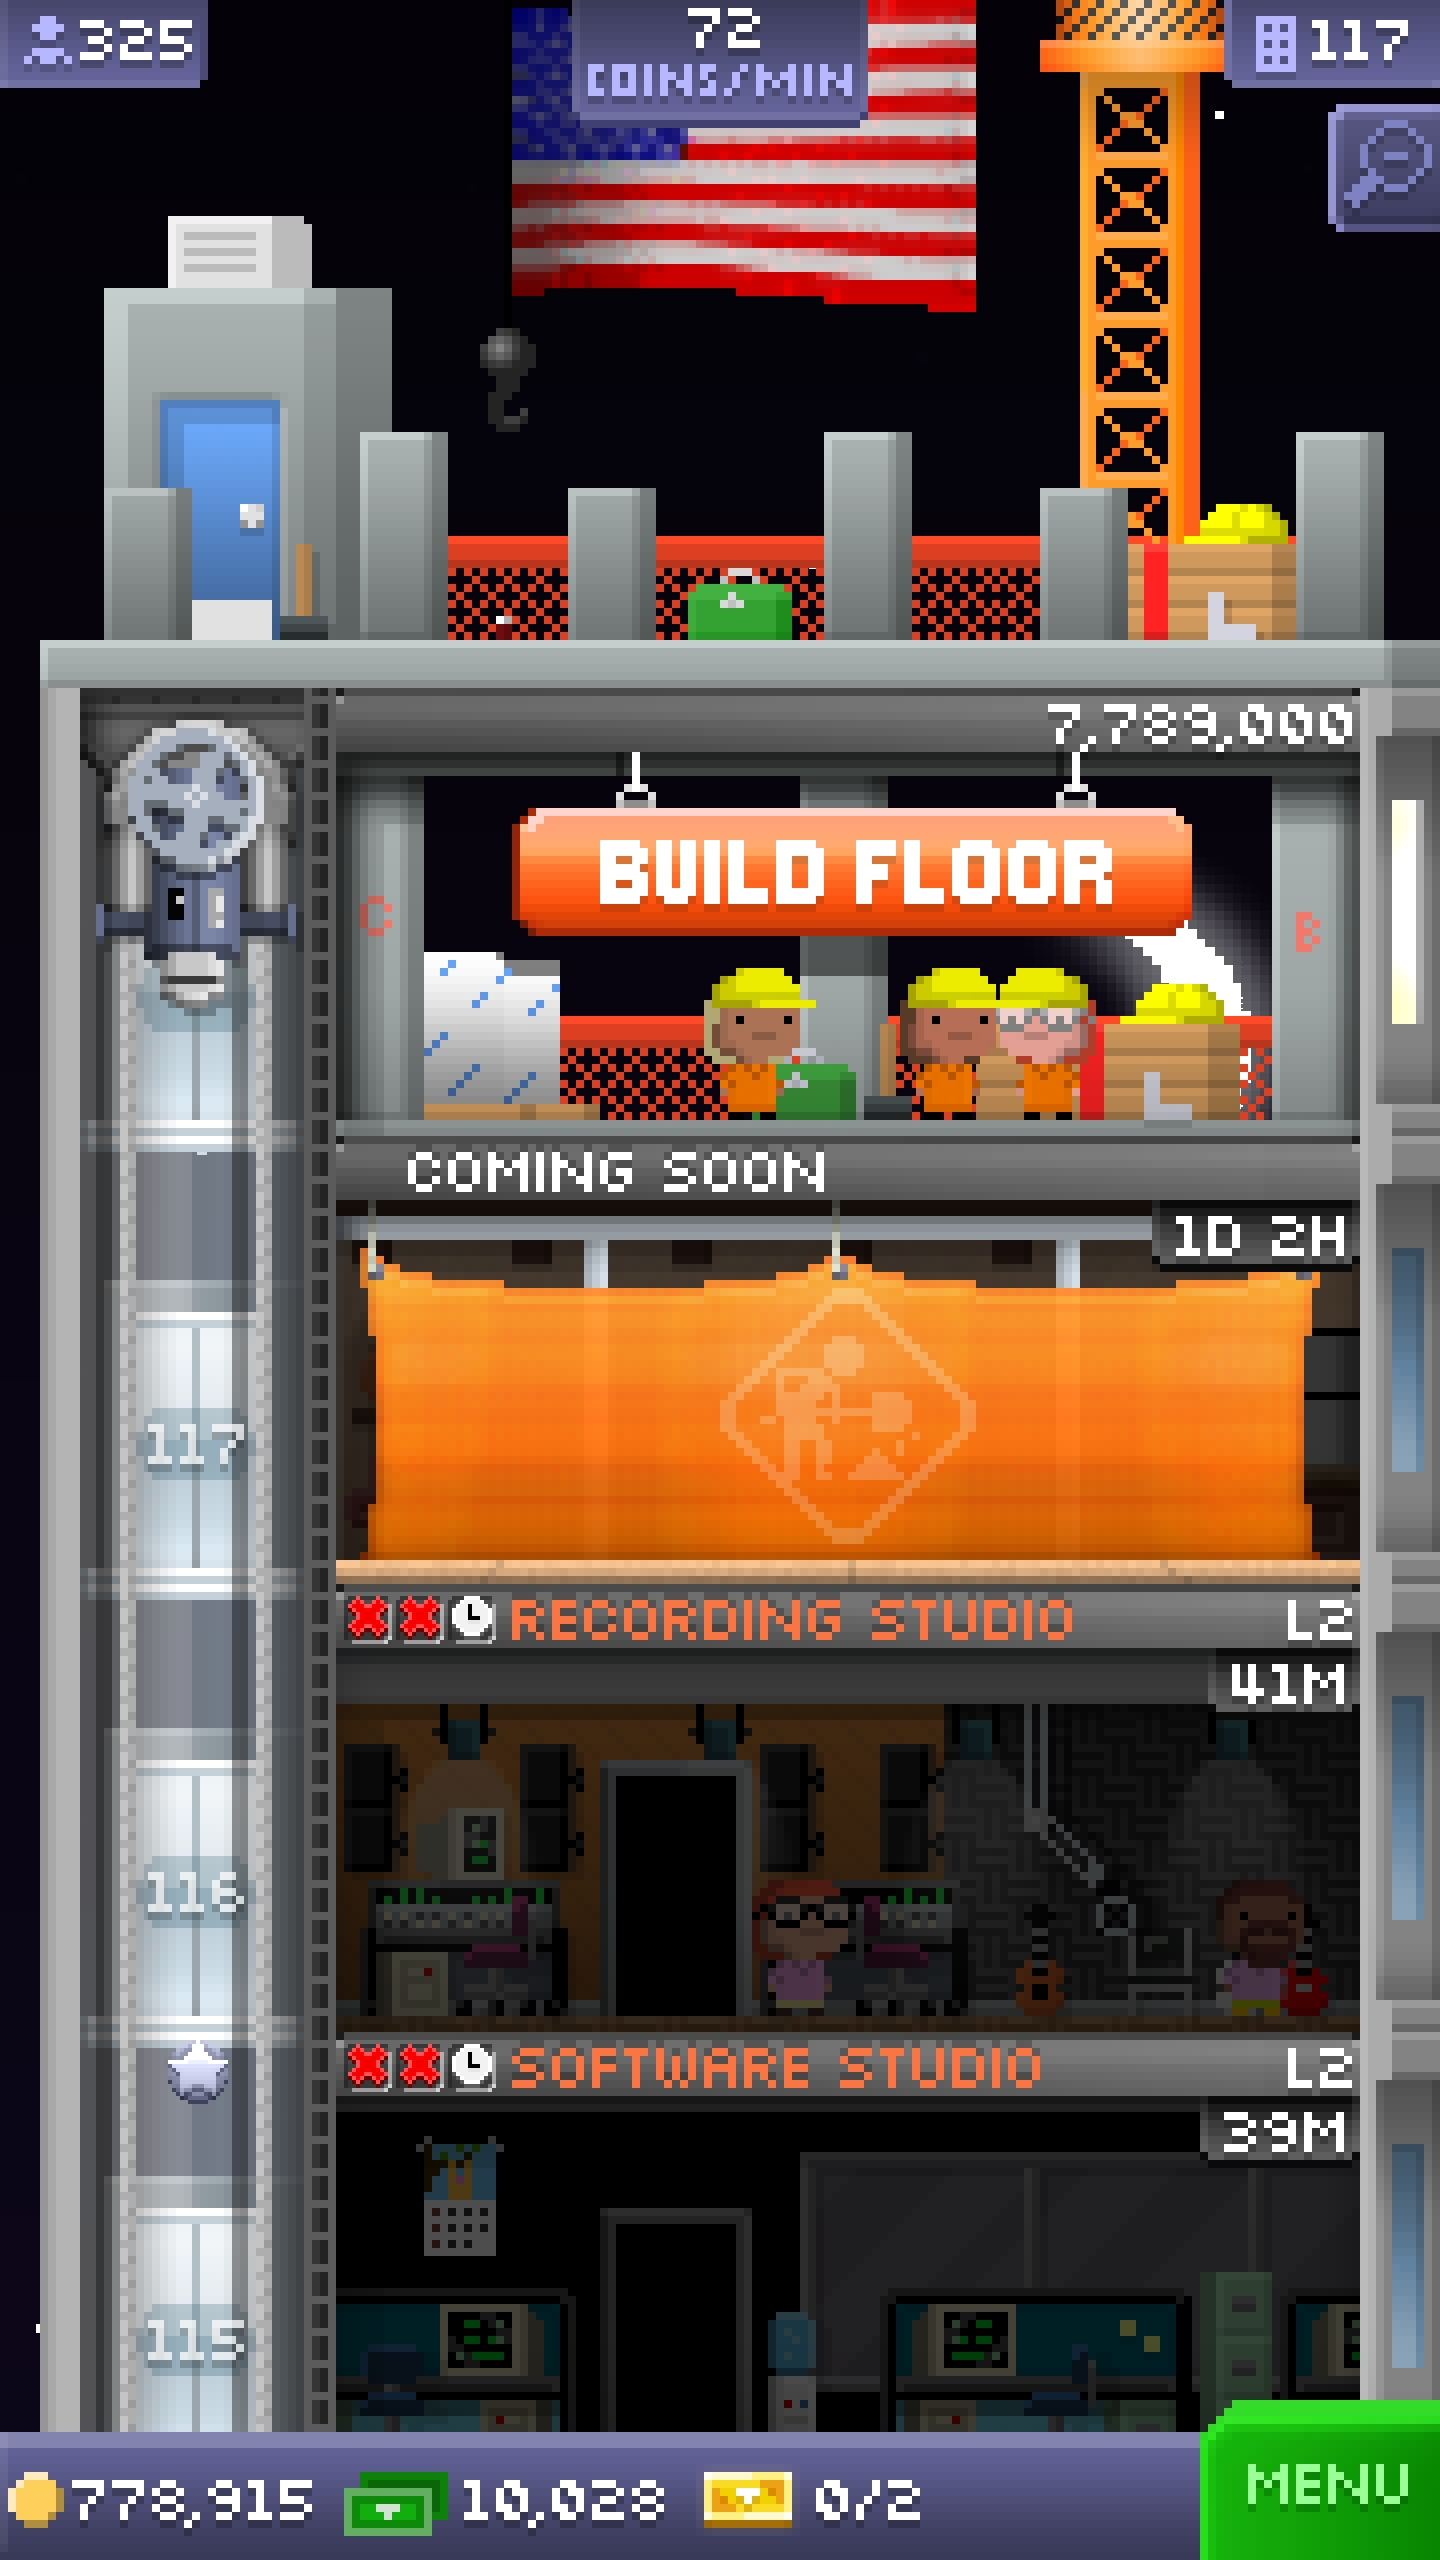 325
72
COINS/MIN
117
7,789,000
BUILD FLOOR
C
B
COMING SOON
1D 2H
117
RECORDING STUDIO L2
41M
116
SOFTWARE STUDIO L2
39M
115
778,915 10,028 0/2
MENU